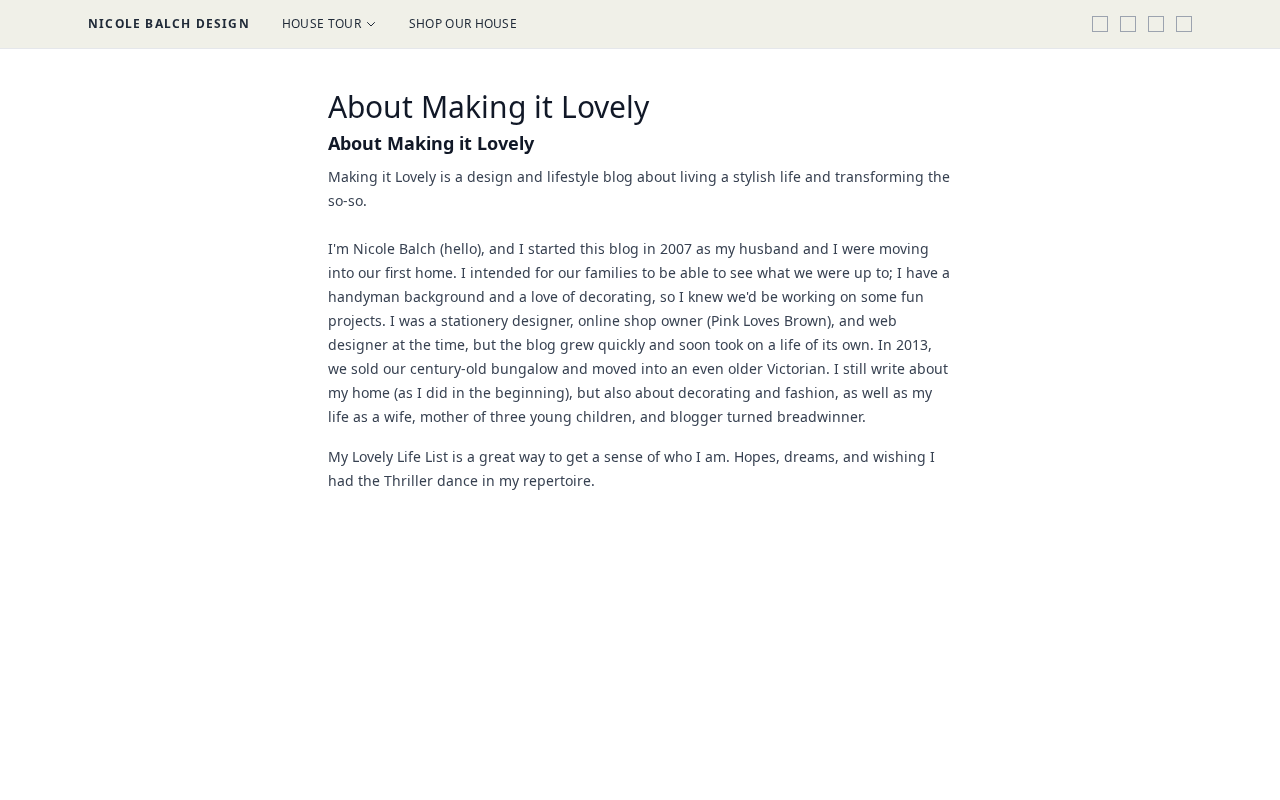 NICOLE BALCH DESIGN HOUSE TOUR SHOP OUR HOUSE
About Making it Lovely
About Making it Lovely
Making it Lovely is a design and lifestyle blog about living a stylish life and transforming the
so-so.
I'm Nicole Balch (hello), and I started this blog in 2007 as my husband and I were moving
into our first home. I intended for our families to be able to see what we were up to; I have a
handyman background and a love of decorating, so I knew we'd be working on some fun
projects. I was a stationery designer, online shop owner (Pink Loves Brown), and web
designer at the time, but the blog grew quickly and soon took on a life of its own. In 2013,
we sold our century-old bungalow and moved into an even older Victorian. I still write about
my home (as I did in the beginning), but also about decorating and fashion, as well as my
life as a wife, mother of three young children, and blogger turned breadwinner.
My Lovely Life List is a great way to get a sense of who I am. Hopes, dreams, and wishing I
had the Thriller dance in my repertoire.